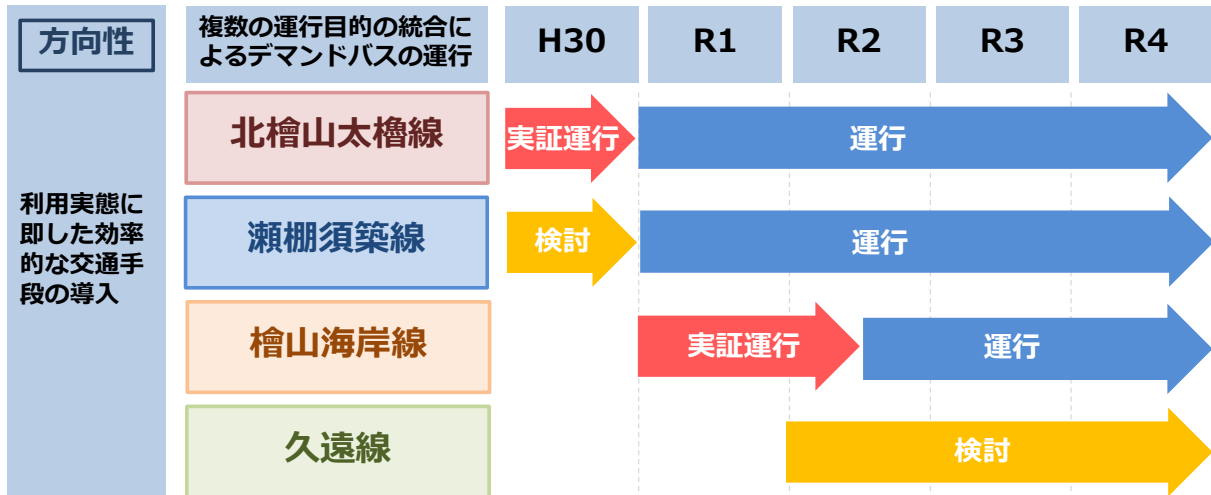 方向性
複数の運行目的の統合に
よるデマンドバスの運行
H30
R1
R2
R3
R4
利用実態に
即した効率
的な交通手
段の導入
北檜山太櫓線
実証運行
運行
瀬棚須築線
検討
運行
檜山海岸線
実証運行
運行
久遠線
検討